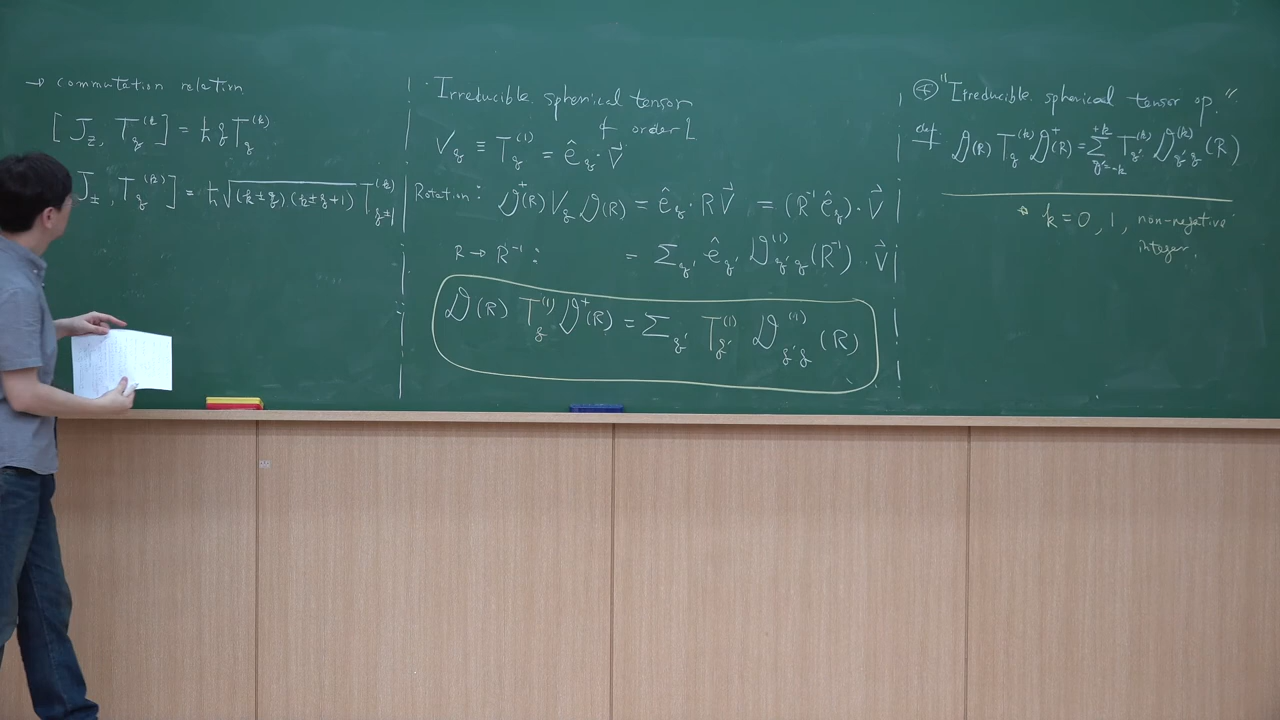 → commutation relation
[J_z, T_q^(k)] = ħ q T_q^(k)
J_±, T_q^(k)] = ħ √(k±q)(k±q+1) T_q±1^(k)
· Irreducible spherical tensor
of order 1
V_q ≡ T_q^(1) = ê_q · V⃗
Rotation : 𝒟†(R) V_q 𝒟(R) = ê_q · R V⃗ = (R⁻¹ ê_q) · V⃗
R → R⁻¹ : = Σ_q' ê_q' 𝒟_q'q^(1)(R⁻¹) · V⃗
𝒟(R) T_q^(1) 𝒟†(R) = Σ_q' T_q'^(1) 𝒟_q'q^(1) (R)
④ "Irreducible spherical tensor op."
def. 𝒟(R) T_q^(k) 𝒟†(R) = Σ_{q'=-k}^{+k} T_q'^(k) 𝒟_q'q^(k) (R)
* k = 0, 1, non-negative
integer.